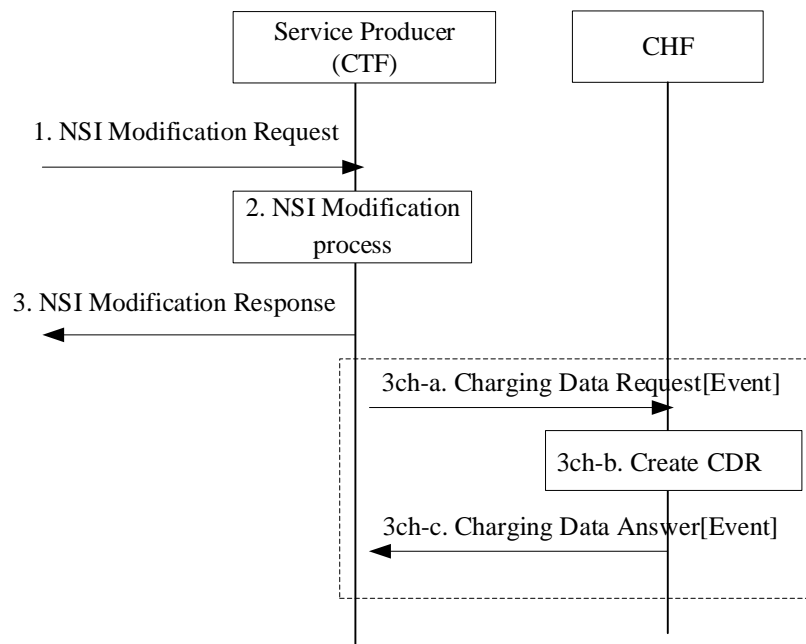 Service Producer
(CTF)
CHF
1. NSI Modification Request
2. NSI Modification
process
3. NSI Modification Response
3ch-a. Charging Data Request[Event]
3ch-b. Create CDR
3ch-c. Charging Data Answer[Event]